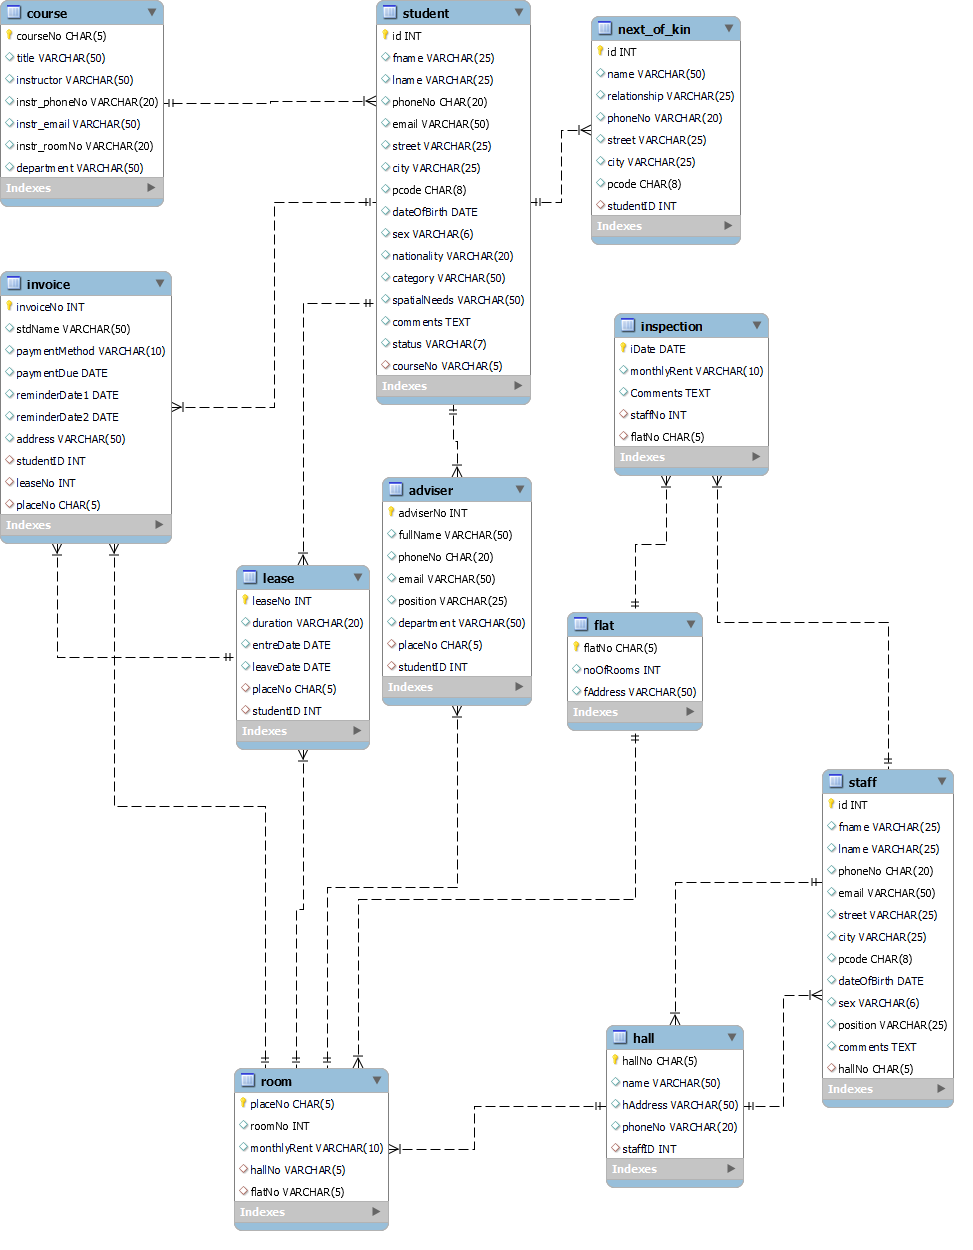 course
courseNo CHAR(5)
title VARCHAR(50)
instructor VARCHAR(50)
instr_phoneNo VARCHAR(20)
instr_email VARCHAR(50)
instr_roomNo VARCHAR(20)
department VARCHAR(50)
Indexes
student
id INT
fname VARCHAR(25)
lname VARCHAR(25)
phoneNo CHAR(20)
email VARCHAR(50)
street VARCHAR(25)
city VARCHAR(25)
pcode CHAR(8)
dateOfBirth DATE
sex VARCHAR(6)
nationality VARCHAR(20)
category VARCHAR(50)
spatialNeeds VARCHAR(50)
comments TEXT
status VARCHAR(7)
courseNo VARCHAR(5)
Indexes
next_of_kin
id INT
name VARCHAR(50)
relationship VARCHAR(25)
phoneNo VARCHAR(20)
street VARCHAR(25)
city VARCHAR(25)
pcode CHAR(8)
studentID INT
Indexes
invoice
invoiceNo INT
stdName VARCHAR(50)
paymentMethod VARCHAR(10)
paymentDue DATE
reminderDate1 DATE
reminderDate2 DATE
address VARCHAR(50)
studentID INT
leaseNo INT
placeNo CHAR(5)
Indexes
inspection
iDate DATE
monthlyRent VARCHAR(10)
Comments TEXT
staffNo INT
flatNo CHAR(5)
Indexes
adviser
adviserNo INT
fullName VARCHAR(50)
phoneNo CHAR(20)
email VARCHAR(50)
position VARCHAR(25)
department VARCHAR(50)
placeNo CHAR(5)
studentID INT
Indexes
lease
leaseNo INT
duration VARCHAR(20)
entreDate DATE
leaveDate DATE
placeNo CHAR(5)
studentID INT
Indexes
flat
flatNo CHAR(5)
noOfRooms INT
fAddress VARCHAR(50)
Indexes
staff
id INT
fname VARCHAR(25)
lname VARCHAR(25)
phoneNo CHAR(20)
email VARCHAR(50)
street VARCHAR(25)
city VARCHAR(25)
pcode CHAR(8)
dateOfBirth DATE
sex VARCHAR(6)
position VARCHAR(25)
comments TEXT
hallNo CHAR(5)
Indexes
hall
hallNo CHAR(5)
name VARCHAR(50)
hAddress VARCHAR(50)
phoneNo VARCHAR(20)
staffID INT
Indexes
room
placeNo CHAR(5)
roomNo INT
monthlyRent VARCHAR(10)
hallNo VARCHAR(5)
flatNo VARCHAR(5)
Indexes